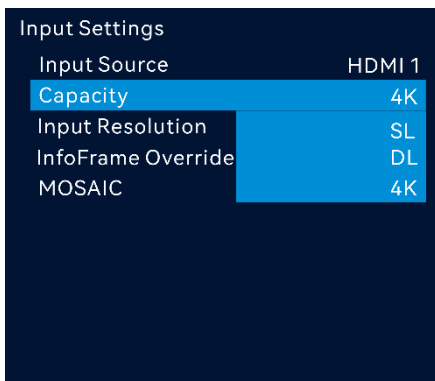 Input Settings
Input Source HDMI 1
Capacity 4K
Input Resolution SL
InfoFrame Override DL
MOSAIC 4K